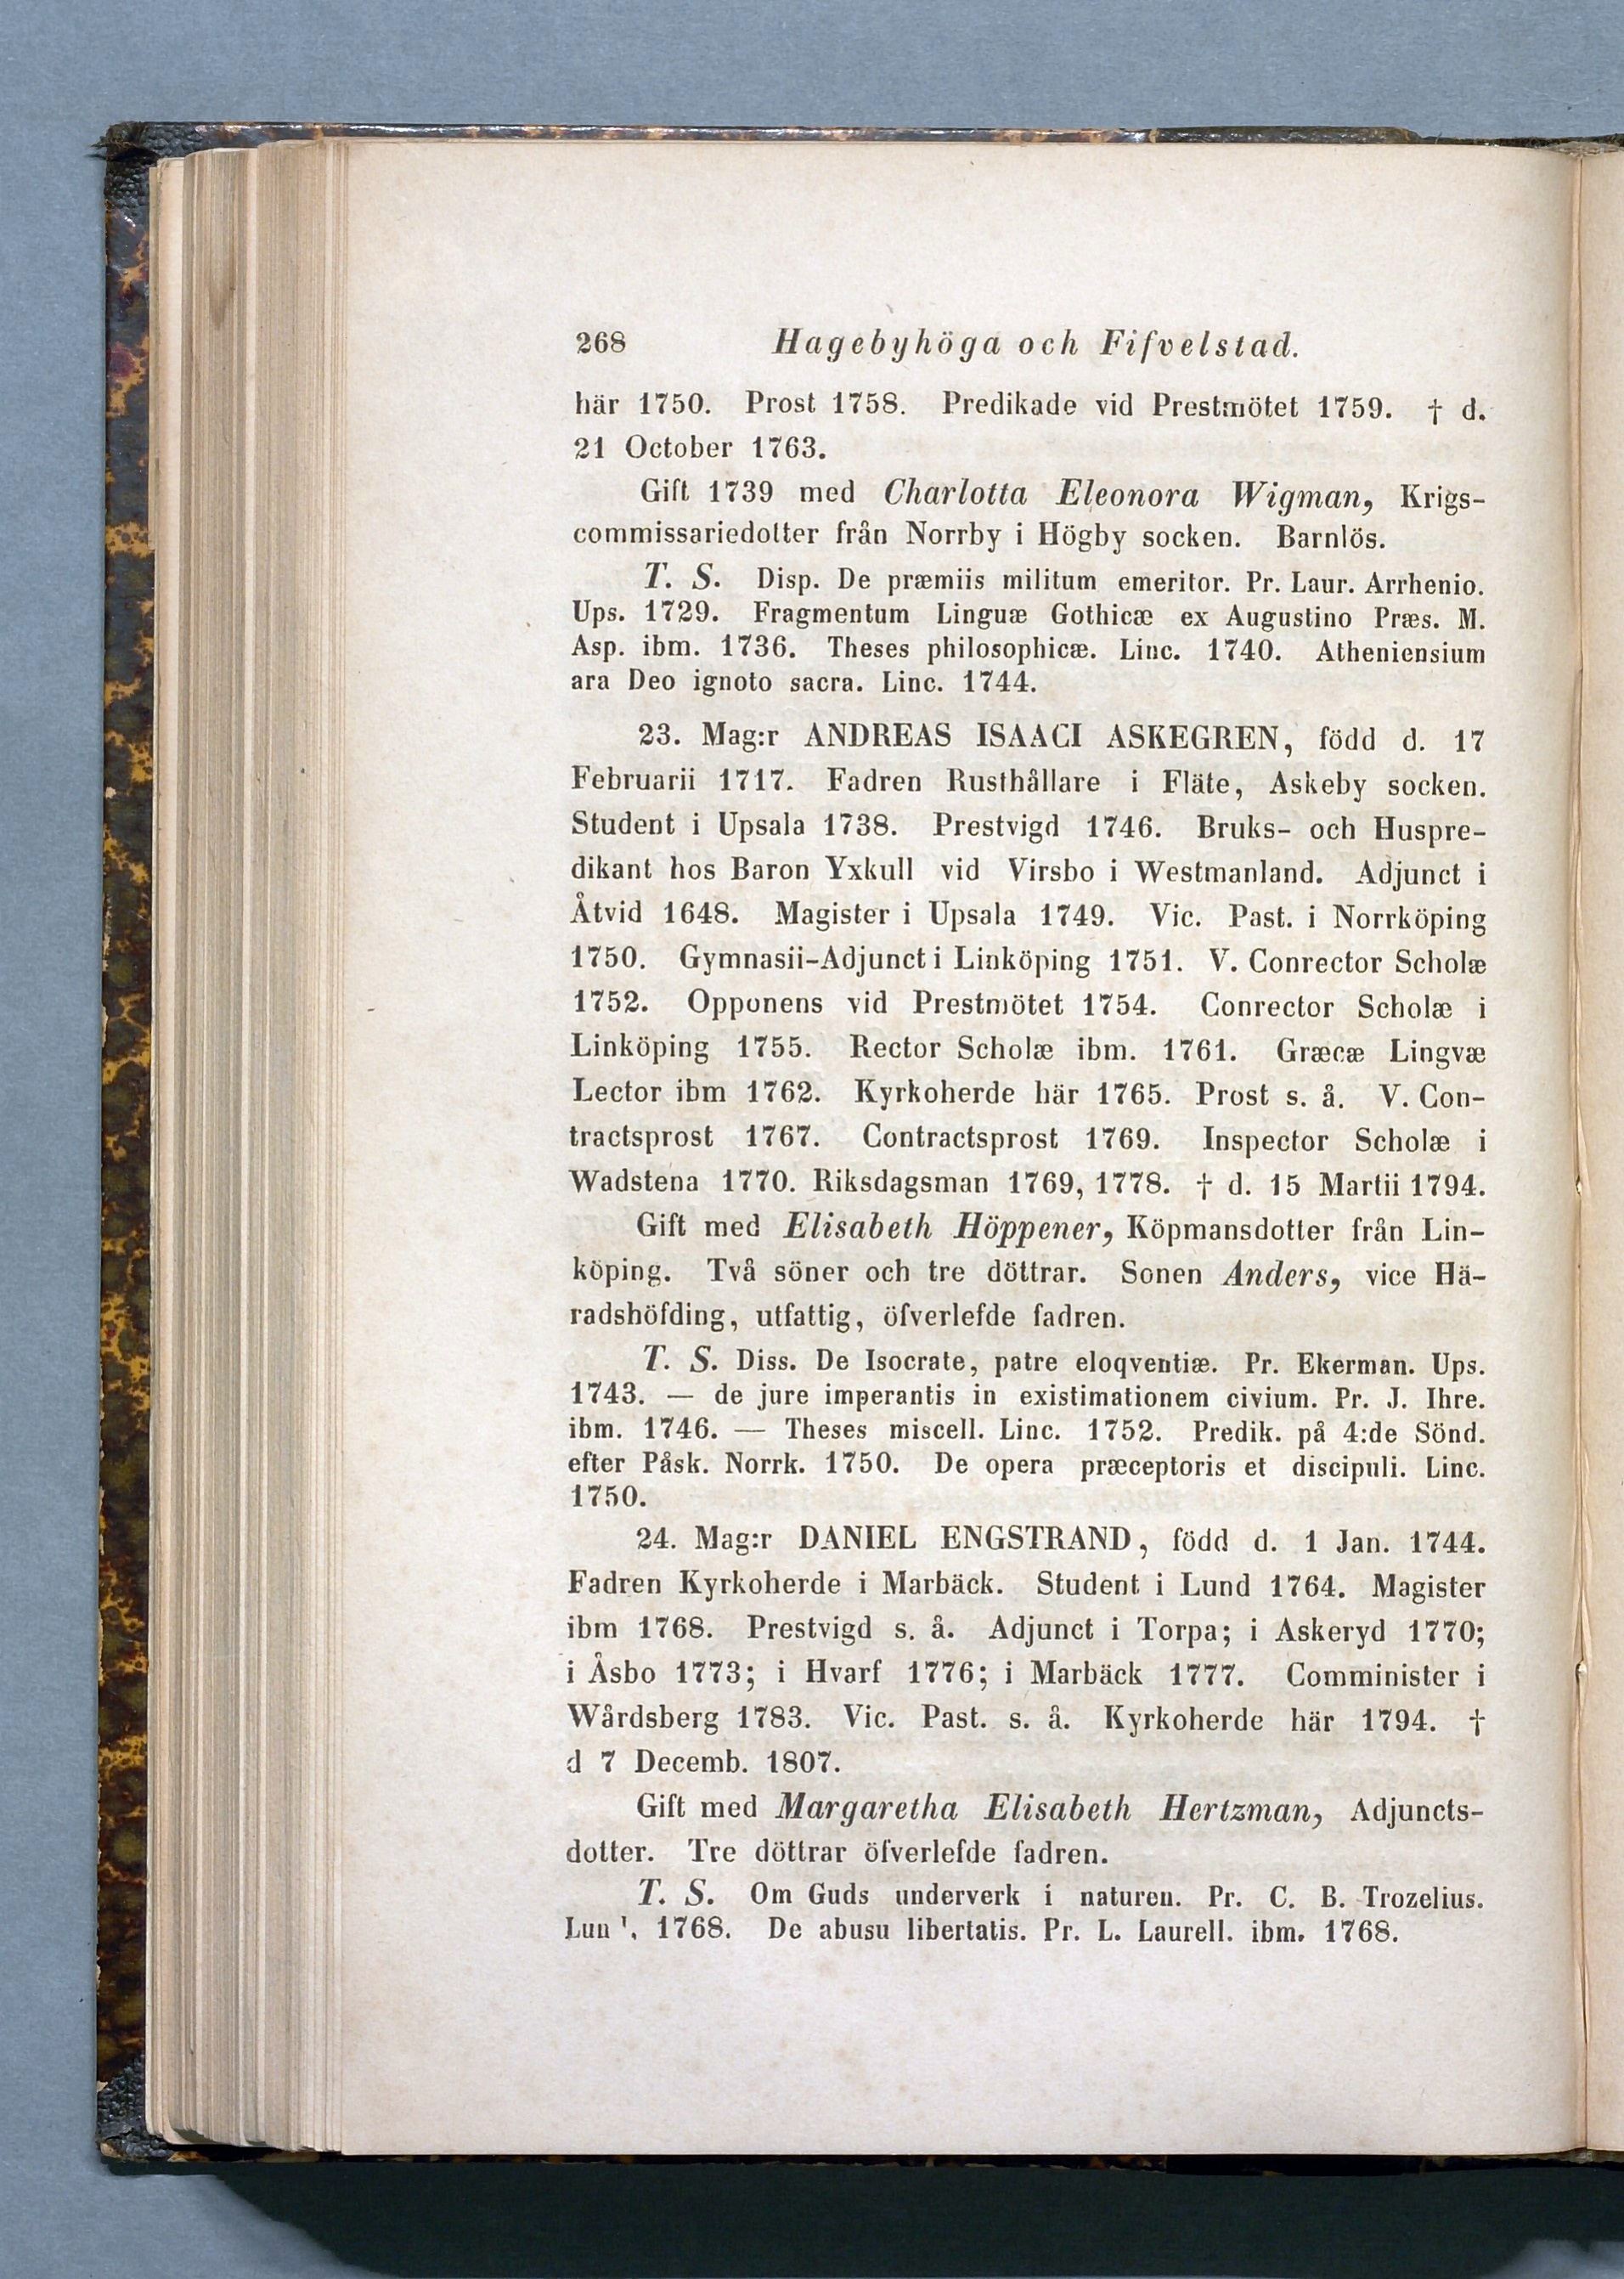 268 Hagebyhöga och Fifvelstad.
här 1750. Prost 1758. Predikade vid Prestmötet 1759. † d.
21 October 1763.
Gift 1739 med Charlotta Eleonora Wigman, Krigs-
commissariedotter från Norrby i Högby socken. Barnlös.
T. S. Disp. De præmiis militum emeritor. Pr. Laur. Arrhenio.
Ups. 1729. Fragmentum Linguæ Gothicæ ex Augustino Præs. M.
Asp. ibm. 1736. Theses philosophicæ. Linc. 1740. Atheniensium
ara Deo ignoto sacra. Linc. 1744.
23. Mag:r ANDREAS ISAACI ASKEGREN, född d. 17
Februarii 1717. Fadren Rusthållare i Fläte, Askeby socken.
Student i Upsala 1738. Prestvigd 1746. Bruks- och Huspre-
dikant hos Baron Yxkull vid Virsbo i Westmanland. Adjunct i
Åtvid 1648. Magister i Upsala 1749. Vic. Past. i Norrköping
1750. Gymnasii-Adjunct i Linköping 1751. V. Conrector Scholæ
1752. Opponens vid Prestmötet 1754. Conrector Scholæ i
Linköping 1755. Rector Scholæ ibm. 1761. Græcæ Lingvæ
Lector ibm 1762. Kyrkoherde här 1765. Prost s. å. V. Con-
tractsprost 1767. Contractsprost 1769. Inspector Scholæ i
Wadstena 1770. Riksdagsman 1769, 1778. † d. 15 Martii 1794.
Gift med Elisabeth Höppener, Köpmansdotter från Lin-
köping. Två söner och tre döttrar. Sonen Anders, vice Hä-
radshöfding, utfattig, öfverlefde fadren.
T. S. Diss. De Isocrate, patre eloqventiæ. Pr. Ekerman. Ups.
1743. — de jure imperantis in existimationem civium. Pr. J. Ihre.
ibm. 1746. — Theses miscell. Linc. 1752. Predik. på 4:de Sönd.
efter Påsk. Norrk. 1750. De opera præceptoris et discipuli. Linc.
1750.
24. Mag:r DANIEL ENGSTRAND, född d. 1 Jan. 1744.
Fadren Kyrkoherde i Marbäck. Student i Lund 1764. Magister
ibm 1768. Prestvigd s. å. Adjunct i Torpa; i Askeryd 1770;
i Åsbo 1773; i Hvarf 1776; i Marbäck 1777. Comminister i
Wårdsberg 1783. Vic. Past. s. å. Kyrkoherde här 1794. †
d 7 Decemb. 1807.
Gift med Margaretha Elisabeth Hertzman, Adjuncts-
dotter. Tre döttrar öfverlefde fadren.
T. S. Om Guds underverk i naturen. Pr. C. B. Trozelius.
1768. De abusu libertatis. Pr. L. Laurell. ibm. 1768.